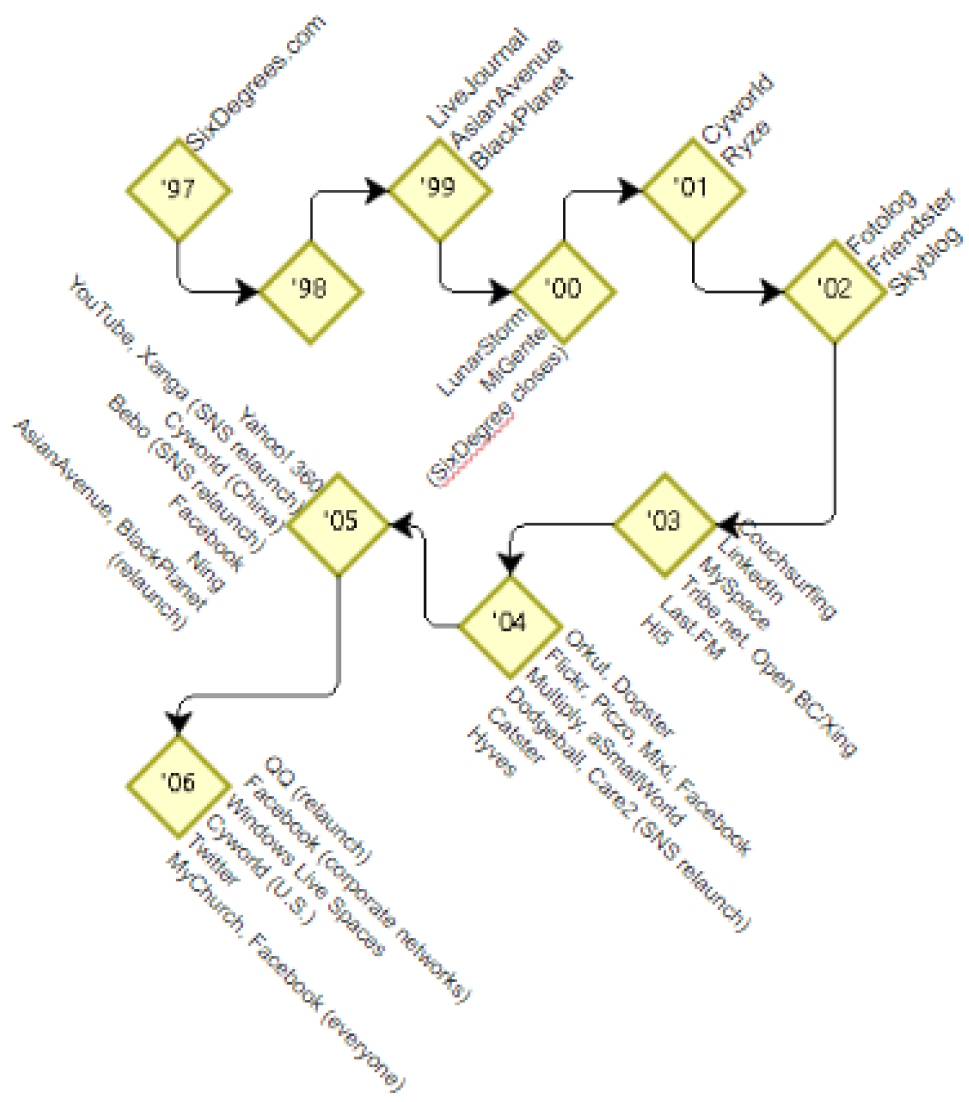 '97
SixDegrees.com
'98
'99
LiveJournal
AsianAvenue
BlackPlanet
'00
LunarStorm
MiGente
(SixDegree closes)
'01
Cyworld
Ryze
'02
Fotolog
Friendster
Skyblog
'03
Couchsurfing
LinkedIn
MySpace
Tribe.net, Open BC/Xing
Last.FM
Hi5
'04
Orkut, Dogster
Flickr, Piczo, Mixi, Facebook
Multiply, aSmallWorld
Dodgeball, Care2 (SNS relaunch)
Catster
Hyves
'05
Yahoo! 360
YouTube, Xanga (SNS relaunch)
Cyworld (China)
Bebo (SNS relaunch)
Facebook
Ning
AsianAvenue, BlackPlanet
(relaunch)
'06
QQ (relaunch)
Facebook (corporate networks)
Windows Live Spaces
Cyworld (U.S.)
Twitter
MyChurch, Facebook (everyone)